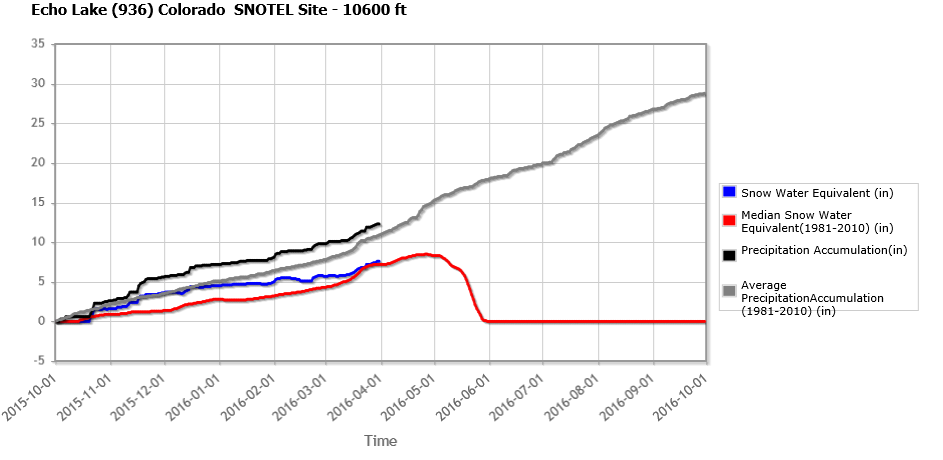 Echo Lake (936) Colorado  SNOTEL Site - 10600 ft
35
30
25
20
15
10
5
0
-5
2015-10-01
2015-11-01
2015-12-01
2016-01-01
2016-02-01
2016-03-01
2016-04-01
2016-05-01
2016-06-01
2016-07-01
2016-08-01
2016-09-01
2016-10-01
Time
Snow Water Equivalent (in)
Median Snow Water
Equivalent(1981-2010) (in)
Precipitation Accumulation(in)
Average
PrecipitationAccumulation
(1981-2010) (in)